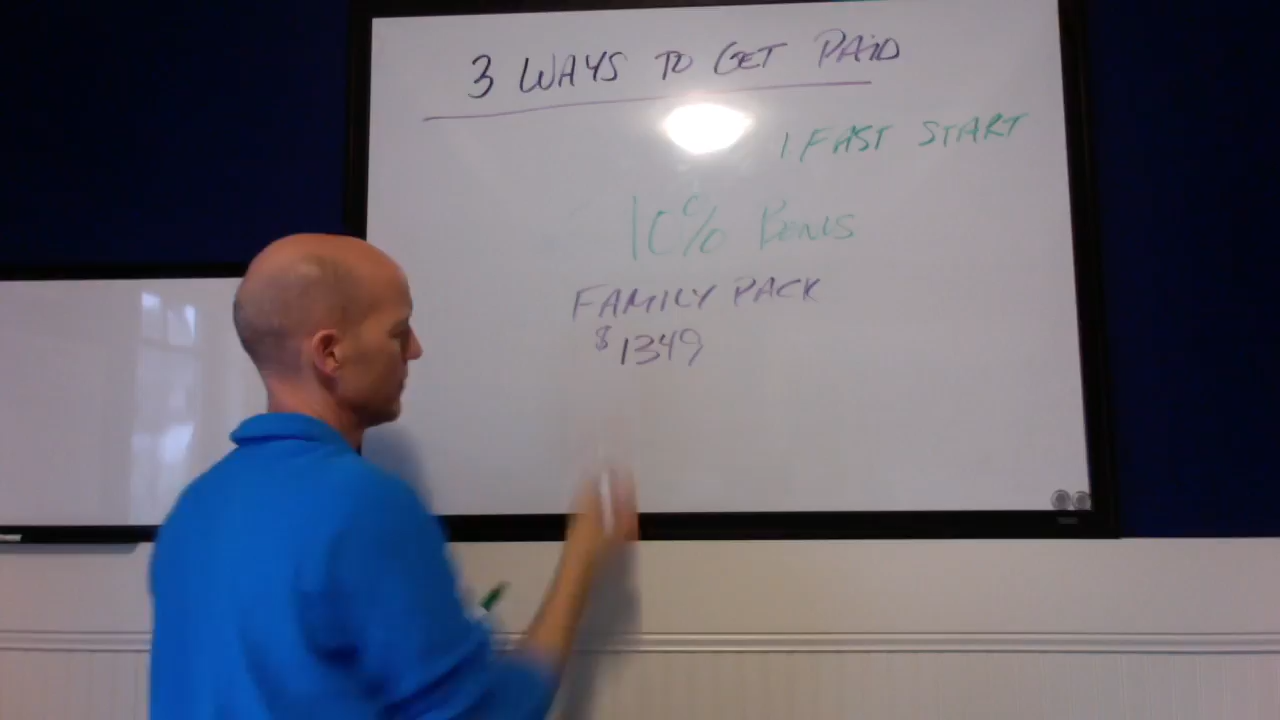 3 WAYS TO GET PAID
1 FAST START
10% BONUS
FAMILY PACK
$1349